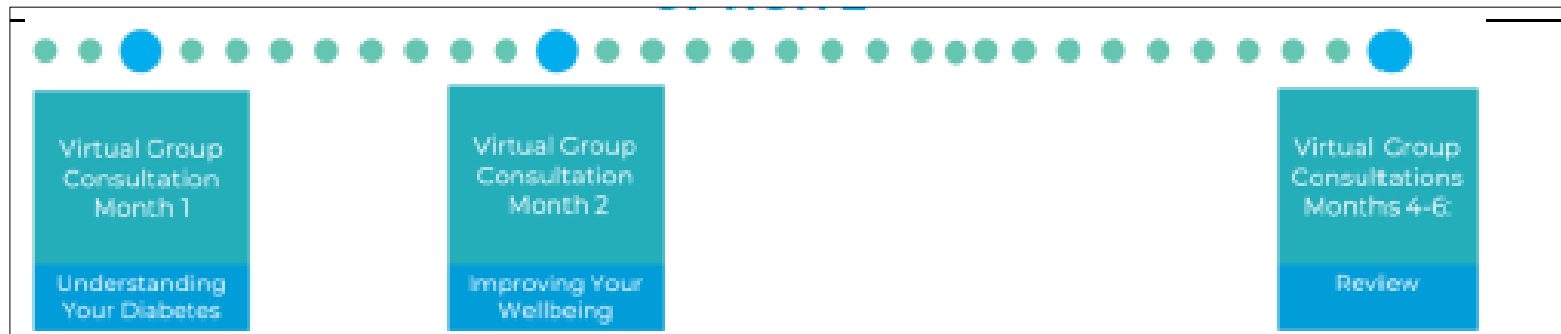 Virtual Group
Consultation
Month 1
Understanding
Your Diabetes
Virtual Group
Consultation
Month 2
Improving Your
Wellbeing
Virtual Group
Consultations
Months 4-6:
Review